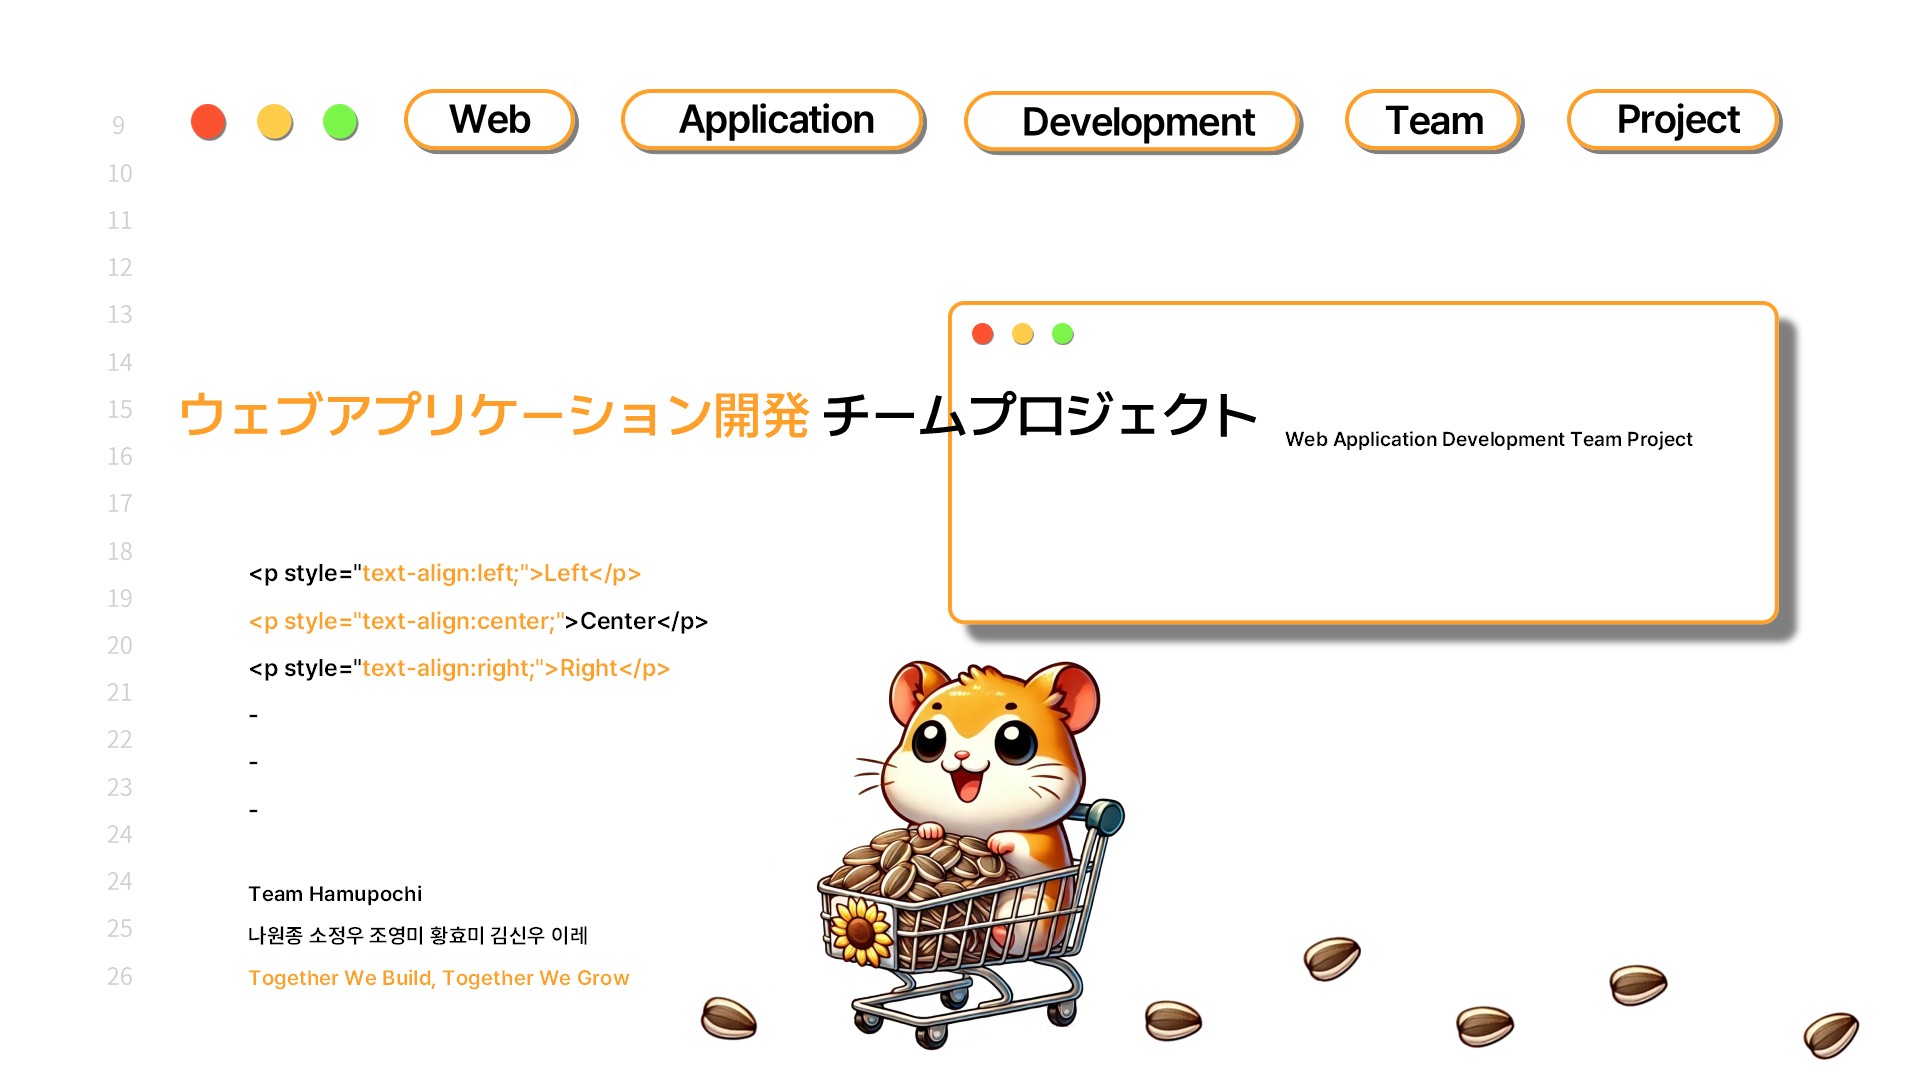 Web Application Development Team Project
9
10
11
12
13
14
15
16
17
18
19
20
21
22
23
24
24
25
26
ウェブアプリケーション開発 チームプロジェクト
Web Application Development Team Project
<p style="text-align:left;">Left</p>
<p style="text-align:center;">Center</p>
<p style="text-align:right;">Right</p>
-
-
-
Team Hamupochi
나원종 소정우 조영미 황효미 김신우 이레
Together We Build, Together We Grow